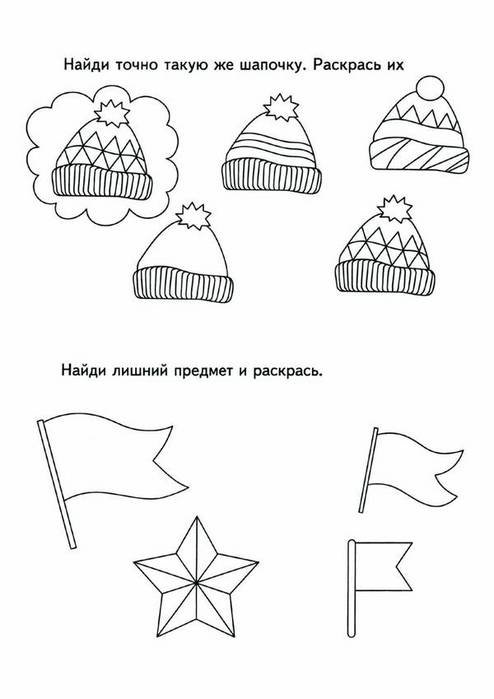 Найди точно такую же шапочку. Раскрась их
Найди лишний предмет и раскрась.